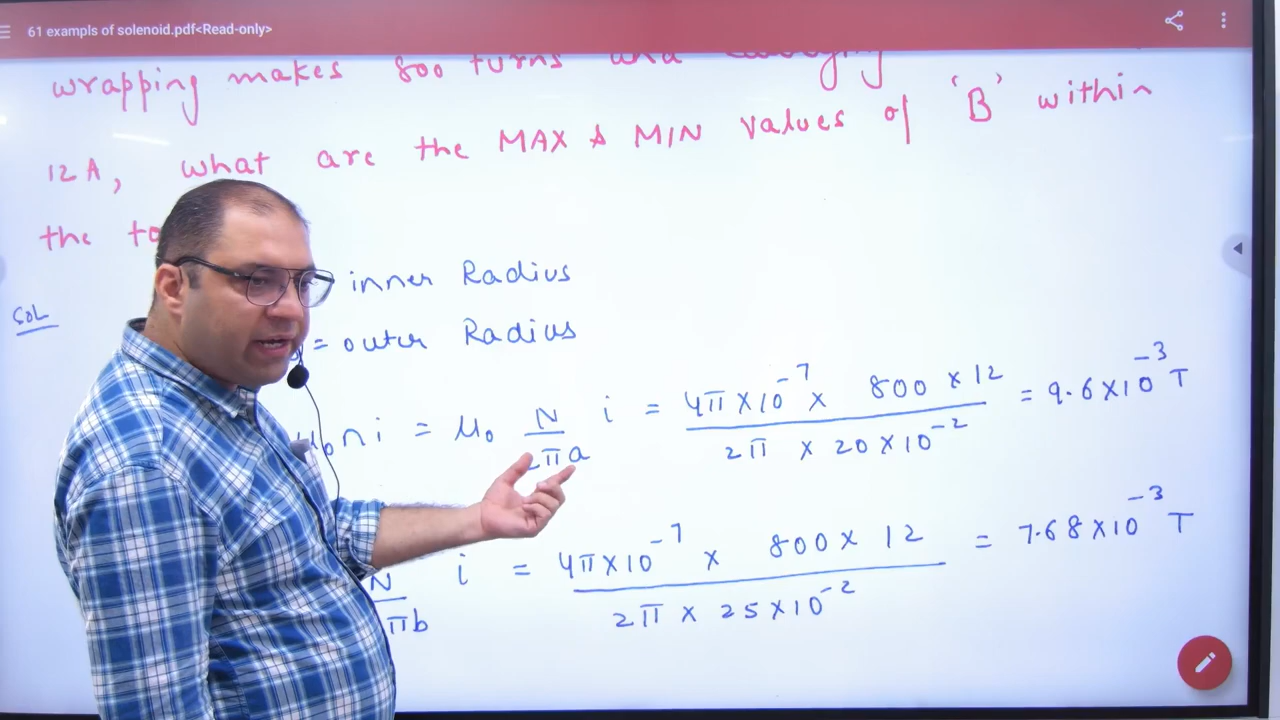 61 exampls of solenoid.pdf<Read-only>
wrapping makes 800 turns and
12A, what are the MAX & MIN values of 'B' within
the
Sol
inner Radius
= outer Radius
μ₀ n i = μ₀ N/2πa i = 4π×10⁻⁷ × 800 × 12 / 2π × 20×10⁻² = 9.6×10⁻³ T
N/πb i = 4π×10⁻⁷ × 800 × 12 / 2π × 25×10⁻² = 7.68×10⁻³ T